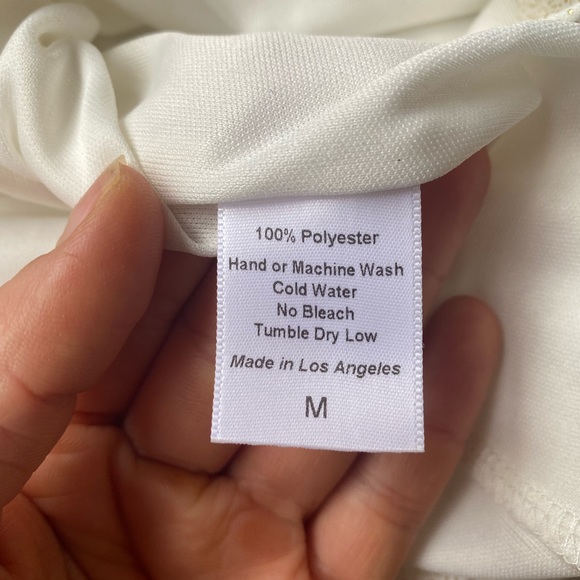 100% Polyester
Hand or Machine Wash
Cold Water
No Bleach
Tumble Dry Low
Made in Los Angeles
M